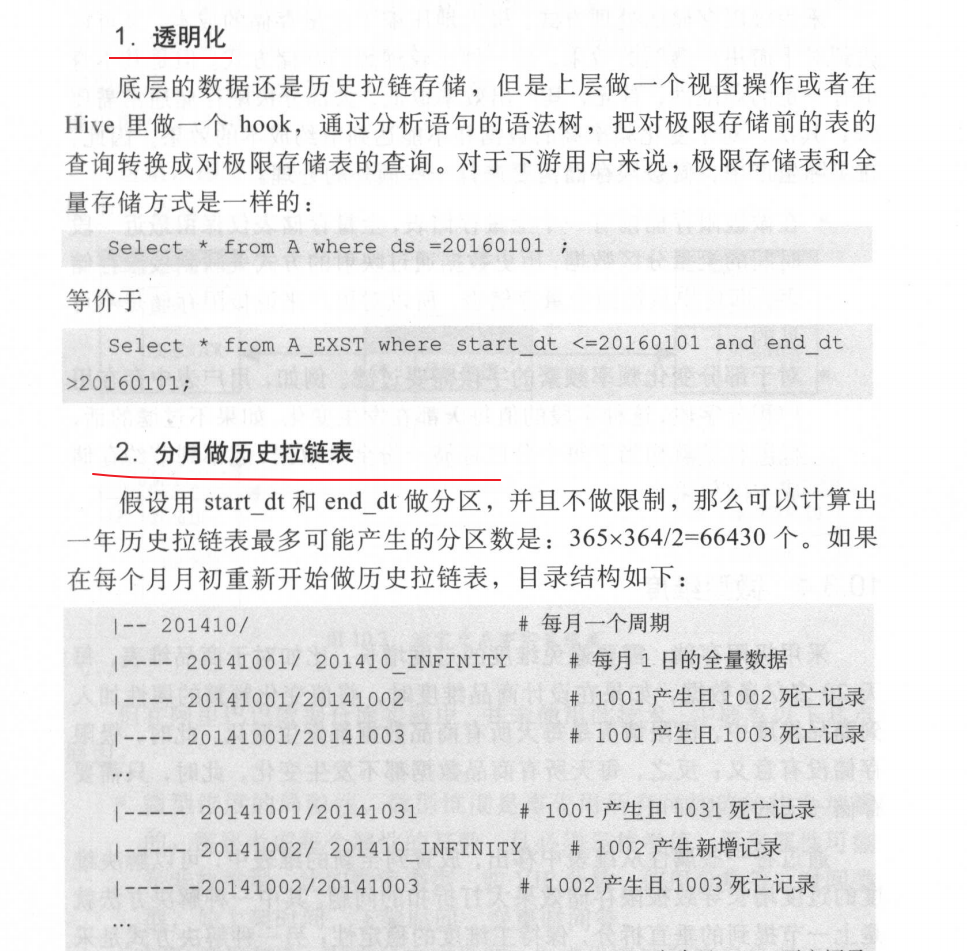 1. 透明化
底层的数据还是历史拉链存储，但是上层做一个视图操作或者在
Hive 里做一个 hook，通过分析语句的语法树，把对极限存储前的表的
查询转换成对极限存储表的查询。对于下游用户来说，极限存储表和全
量存储方式是一样的：
Select * from A where ds =20160101 ;
等价于
Select * from A_EXST where start_dt <=20160101 and end_dt
>20160101;
2. 分月做历史拉链表
假设用 start_dt 和 end_dt 做分区，并且不做限制，那么可以计算出
一年历史拉链表最多可能产生的分区数是：365×364/2=66430 个。如果
在每个月月初重新开始做历史拉链表，目录结构如下：
|-- 201410/ # 每月一个周期
|----- 20141001/ 201410_INFINITY # 每月 1 日的全量数据
|----- 20141001/20141002 # 1001 产生且 1002 死亡记录
|----- 20141001/20141003 # 1001 产生且 1003 死亡记录
…
|----- 20141001/20141031 # 1001 产生且 1031 死亡记录
|----- 20141002/ 201410_INFINITY # 1002 产生新增记录
|----- 20141002/20141003 # 1002 产生且 1003 死亡记录
…